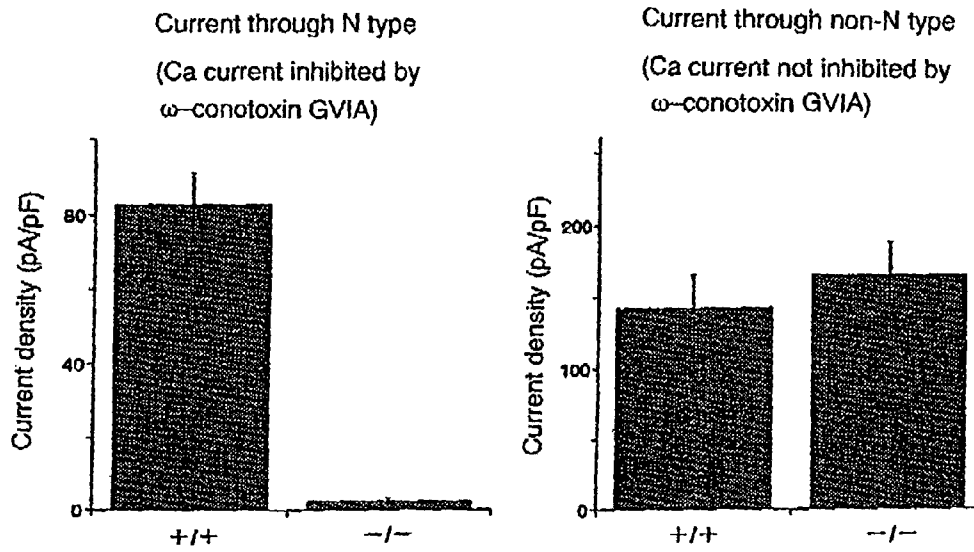 Current through N type
(Ca current inhibited by
ω-conotoxin GVIA)
Current density (pA/pF)
80
40
0
+/+
-/-
Current through non-N type
(Ca current not inhibited by
ω-conotoxin GVIA)
Current density (pA/pF)
200
100
0
+/+
-/-